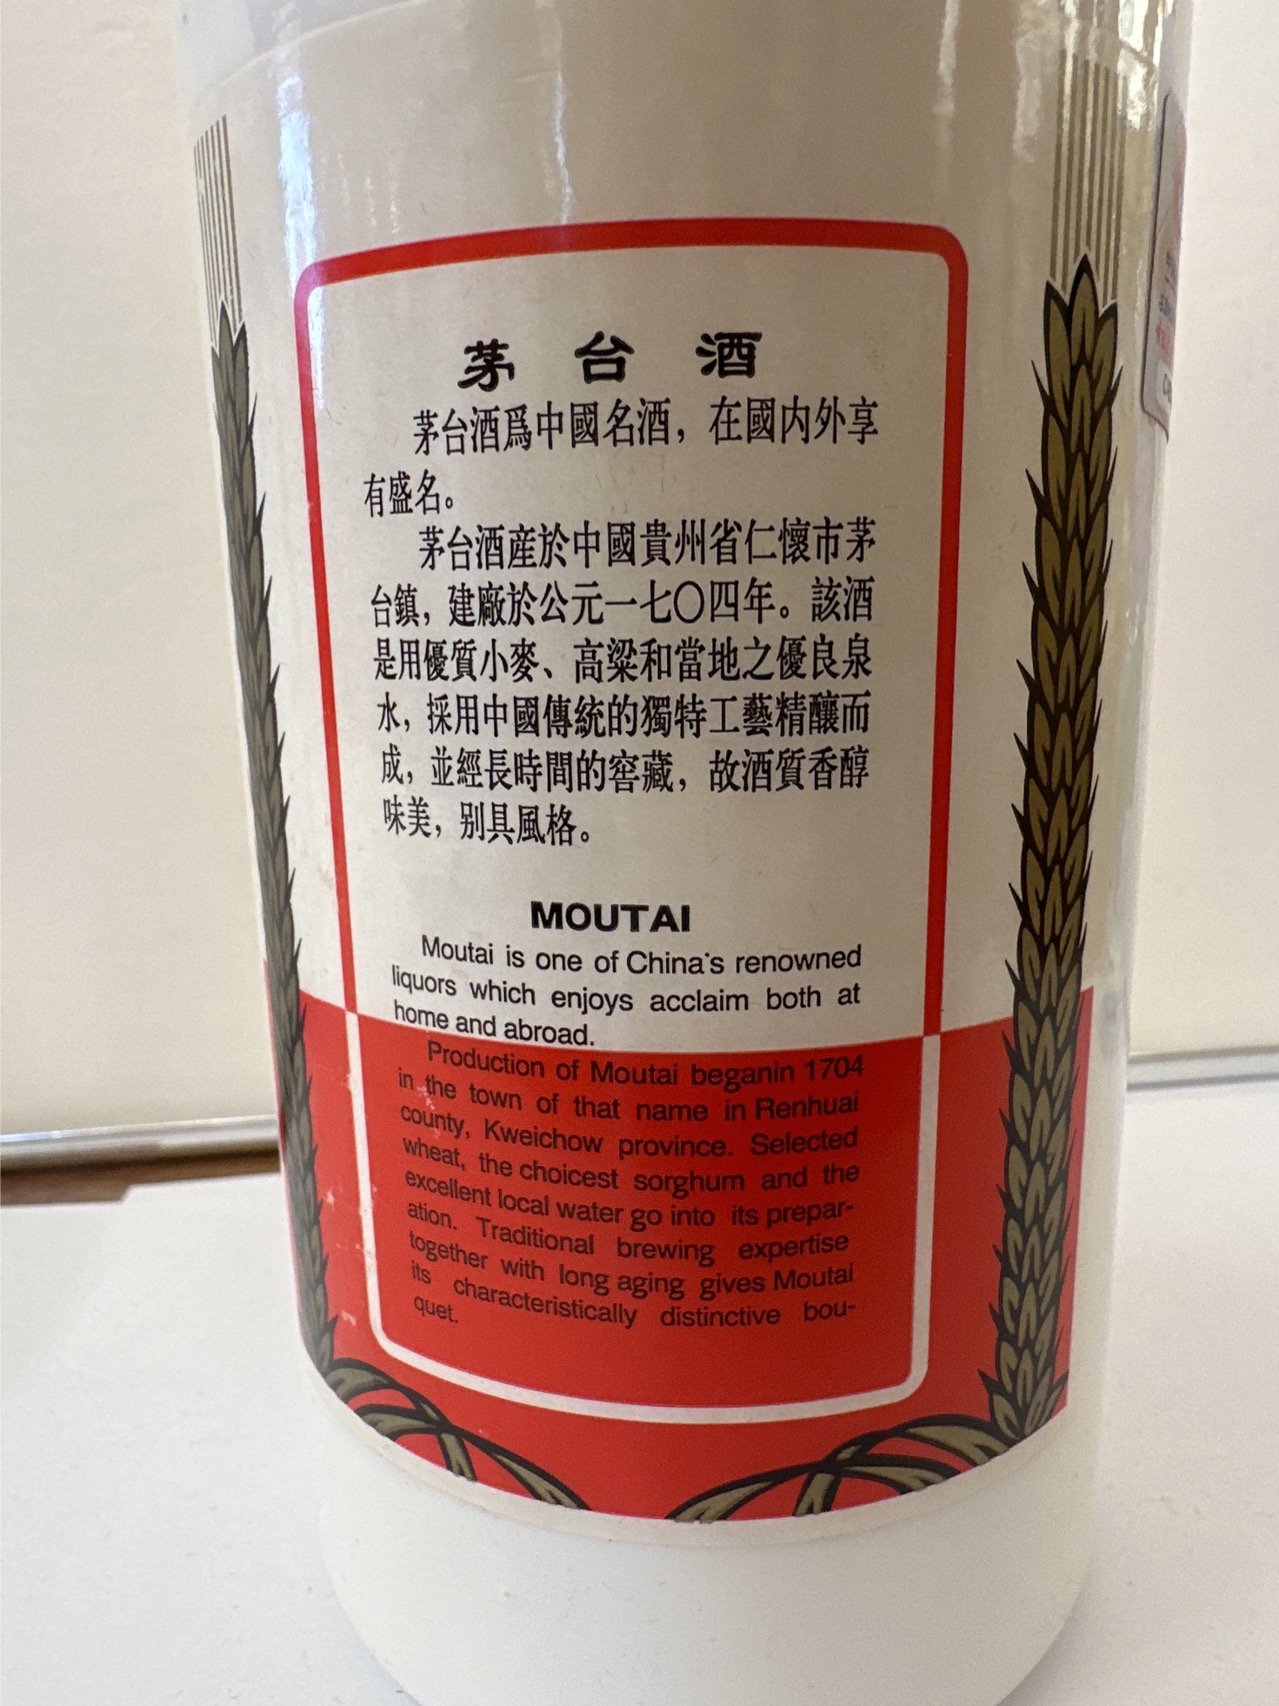 茅台酒
茅台酒爲中國名酒，在國内外享
有盛名。
茅台酒産於中國貴州省仁懷市茅
台鎮，建廠於公元一七〇四年。該酒
是用優質小麥、高粱和當地之優良泉
水，採用中國傳統的獨特工藝精釀而
成，並經長時間的窖藏，故酒質香醇
味美，别具風格。
MOUTAI
Moutai is one of China's renowned
liquors which enjoys acclaim both at
home and abroad.
Production of Moutai beganin 1704
in the town of that name in Renhuai
county, Kweichow province. Selected
wheat, the choicest sorghum and the
excellent local water go into its prepar-
ation. Traditional brewing expertise
together with long aging gives Moutai
its characteristically distinctive bou-
quet.